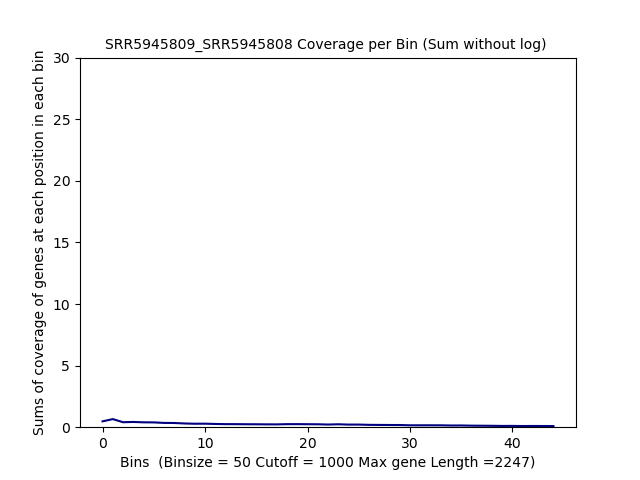 SRR5945809_SRR5945808 Coverage per Bin (Sum without log)
Sums of coverage of genes at each position in each bin
30
25
20
15
10
5
0
0 10 20 30 40
Bins  (Binsize = 50 Cutoff = 1000 Max gene Length =2247)